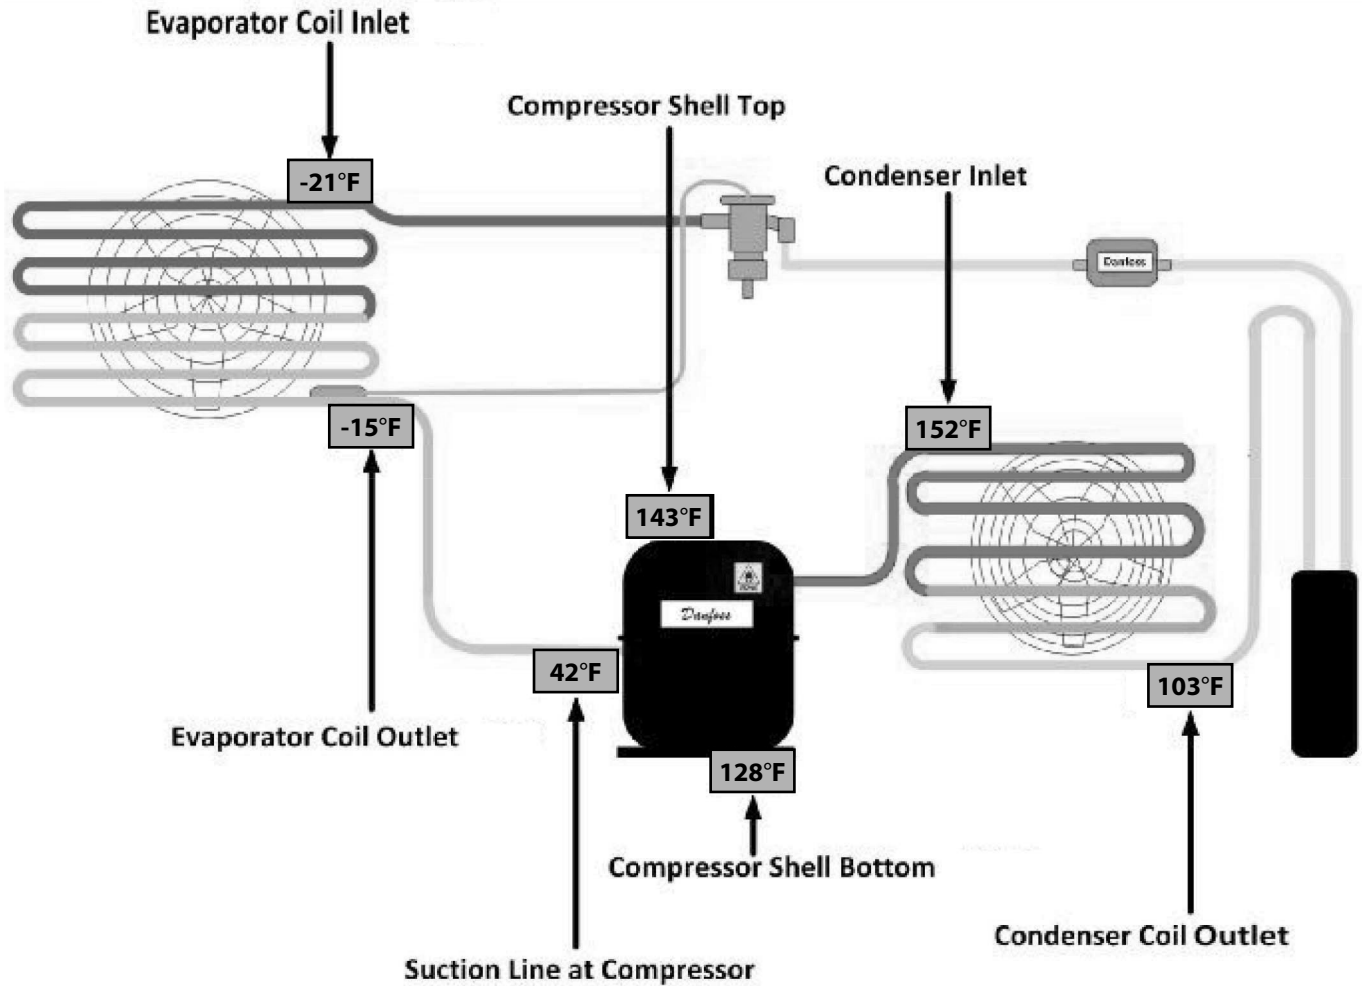 Evaporator Coil Inlet
Compressor Shell Top
Condenser Inlet
-21°F
Danfoss
-15°F
152°F
143°F
Danfoss
42°F
103°F
Evaporator Coil Outlet
128°F
Compressor Shell Bottom
Condenser Coil Outlet
Suction Line at Compressor